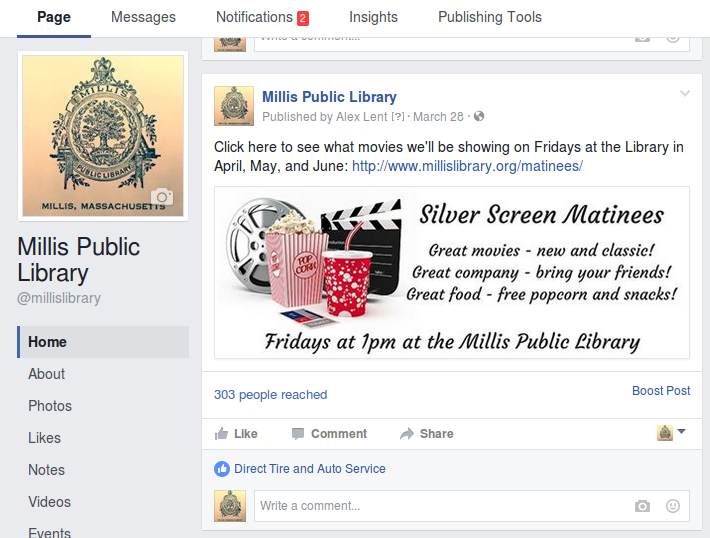 Page Messages Notifications 2 Insights Publishing Tools
Write a comment...
MILLIS
PUBLIC LIBRARY
MILLIS, MASSACHUSETTS
Millis Public
Library
@millislibrary
Home
About
Photos
Likes
Notes
Videos
Events
Millis Public Library
Published by Alex Lent [?] · March 28 ·
Click here to see what movies we'll be showing on Fridays at the Library in
April, May, and June: http://www.millislibrary.org/matinees/
POP
CORN
Silver Screen Matinees
Great movies - new and classic!
Great company - bring your friends!
Great food - free popcorn and snacks!
Fridays at 1pm at the Millis Public Library
303 people reached
Boost Post
Like Comment Share
Direct Tire and Auto Service
Write a comment...